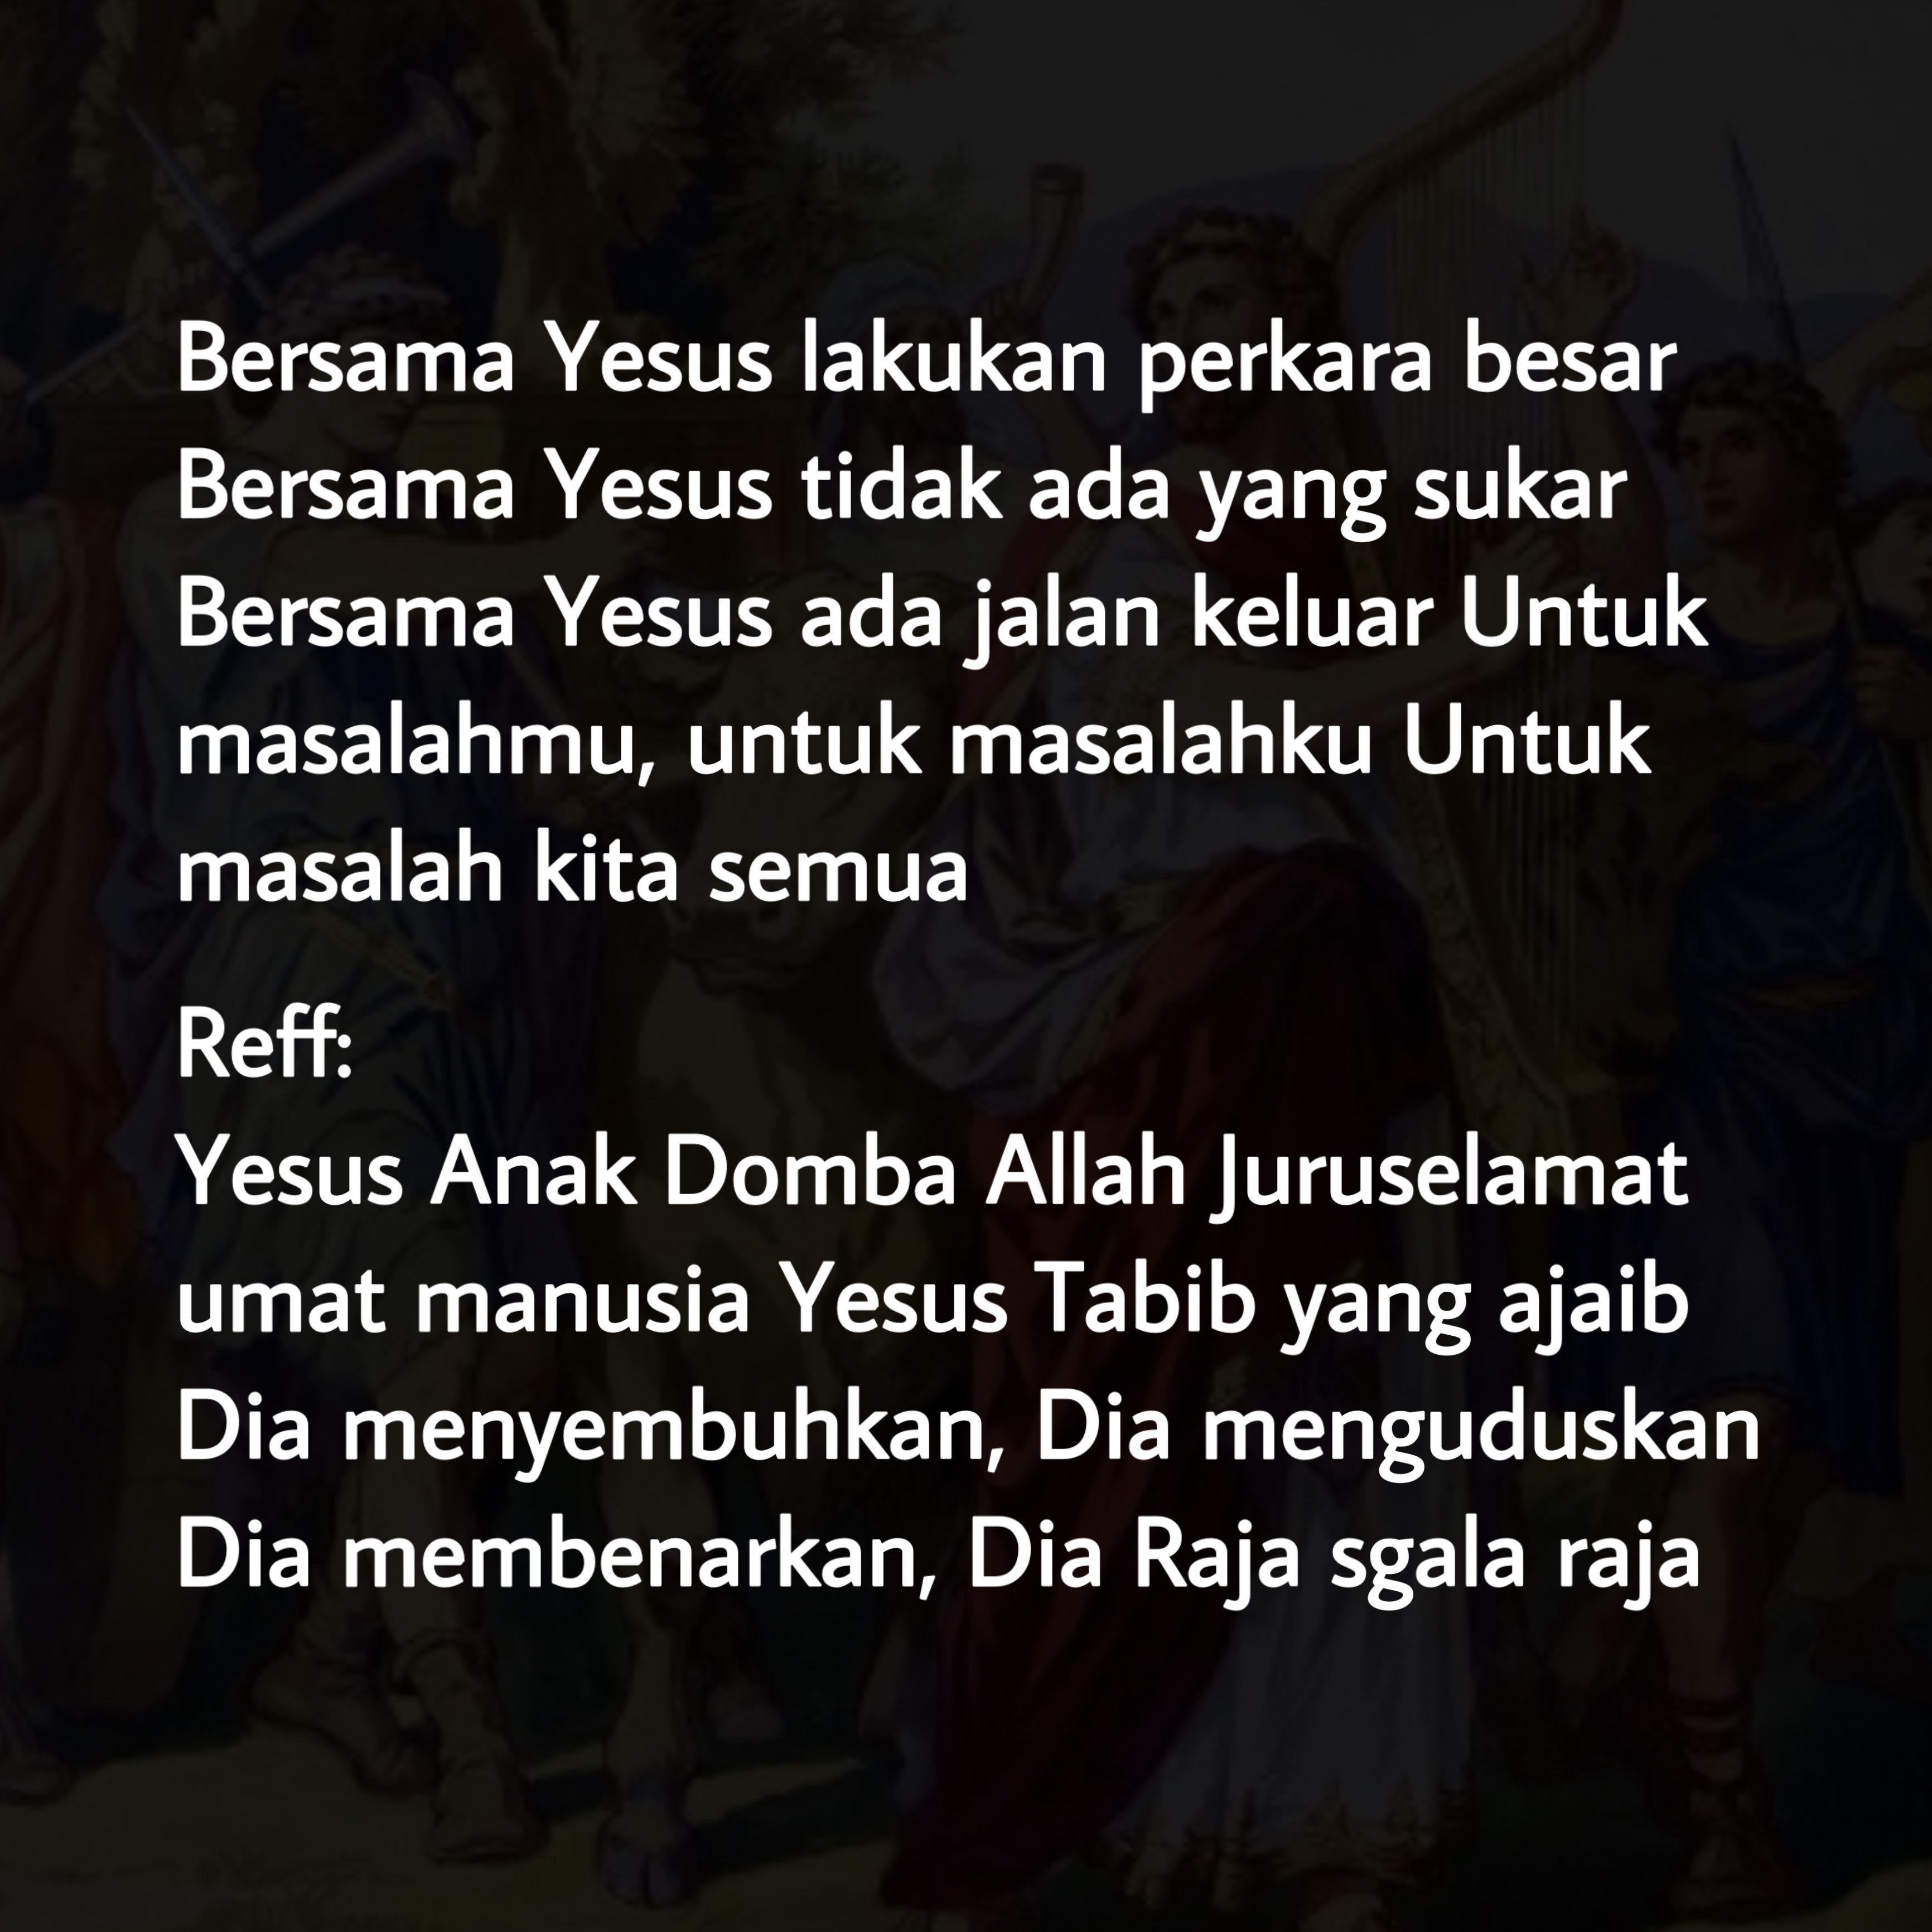 Bersama Yesus lakukan perkara besar
Bersama Yesus tidak ada yang sukar
Bersama Yesus ada jalan keluar Untuk
masalahmu, untuk masalahku Untuk
masalah kita semua
Reff:
Yesus Anak Domba Allah Juruselamat
umat manusia Yesus Tabib yang ajaib
Dia menyembuhkan, Dia menguduskan
Dia membenarkan, Dia Raja sgala raja